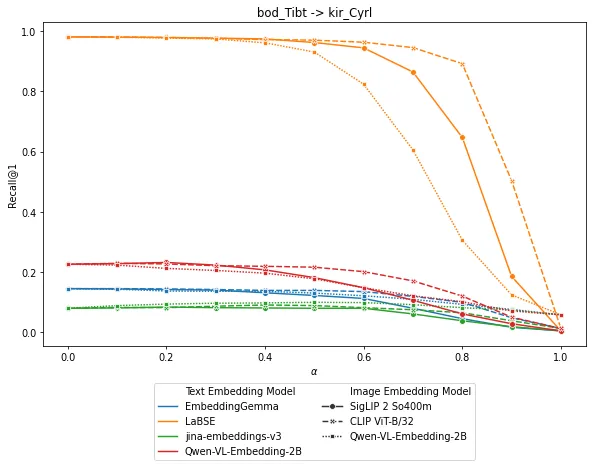 bod_Tibt -> kir_Cyrl
1.0
0.8
0.6
0.4
0.2
0.0
Recall@1
0.0 0.2 0.4 0.6 0.8 1.0
α
Text Embedding Model
EmbeddingGemma
LaBSE
jina-embeddings-v3
Qwen-VL-Embedding-2B
Image Embedding Model
SigLIP 2 So400m
CLIP ViT-B/32
Qwen-VL-Embedding-2B